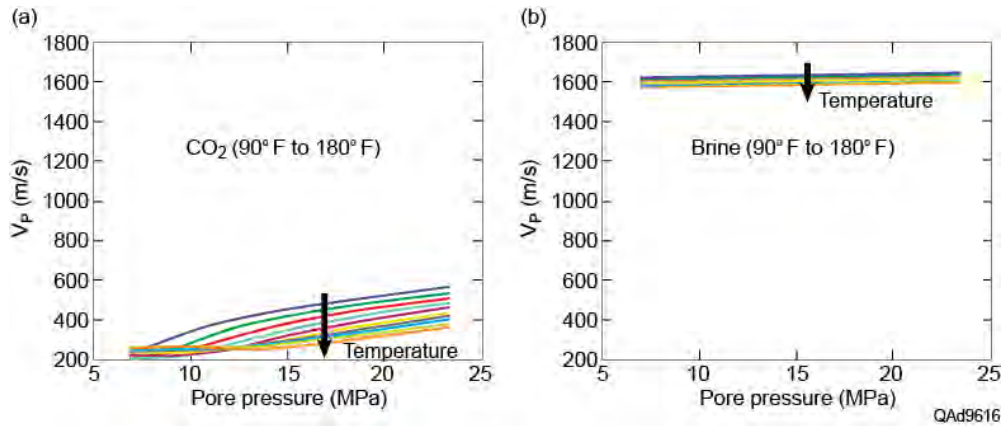 (a)
1800
1600
1400
1200
1000
800
600
400
200
V_P (m/s)
CO₂ (90° F to 180° F)
Temperature
5 10 15 20 25
Pore pressure (MPa)
(b)
1800
1600
1400
1200
1000
800
600
400
200
V_P (m/s)
Temperature
Brine (90° F to 180° F)
5 10 15 20 25
Pore pressure (MPa)
QAd9616